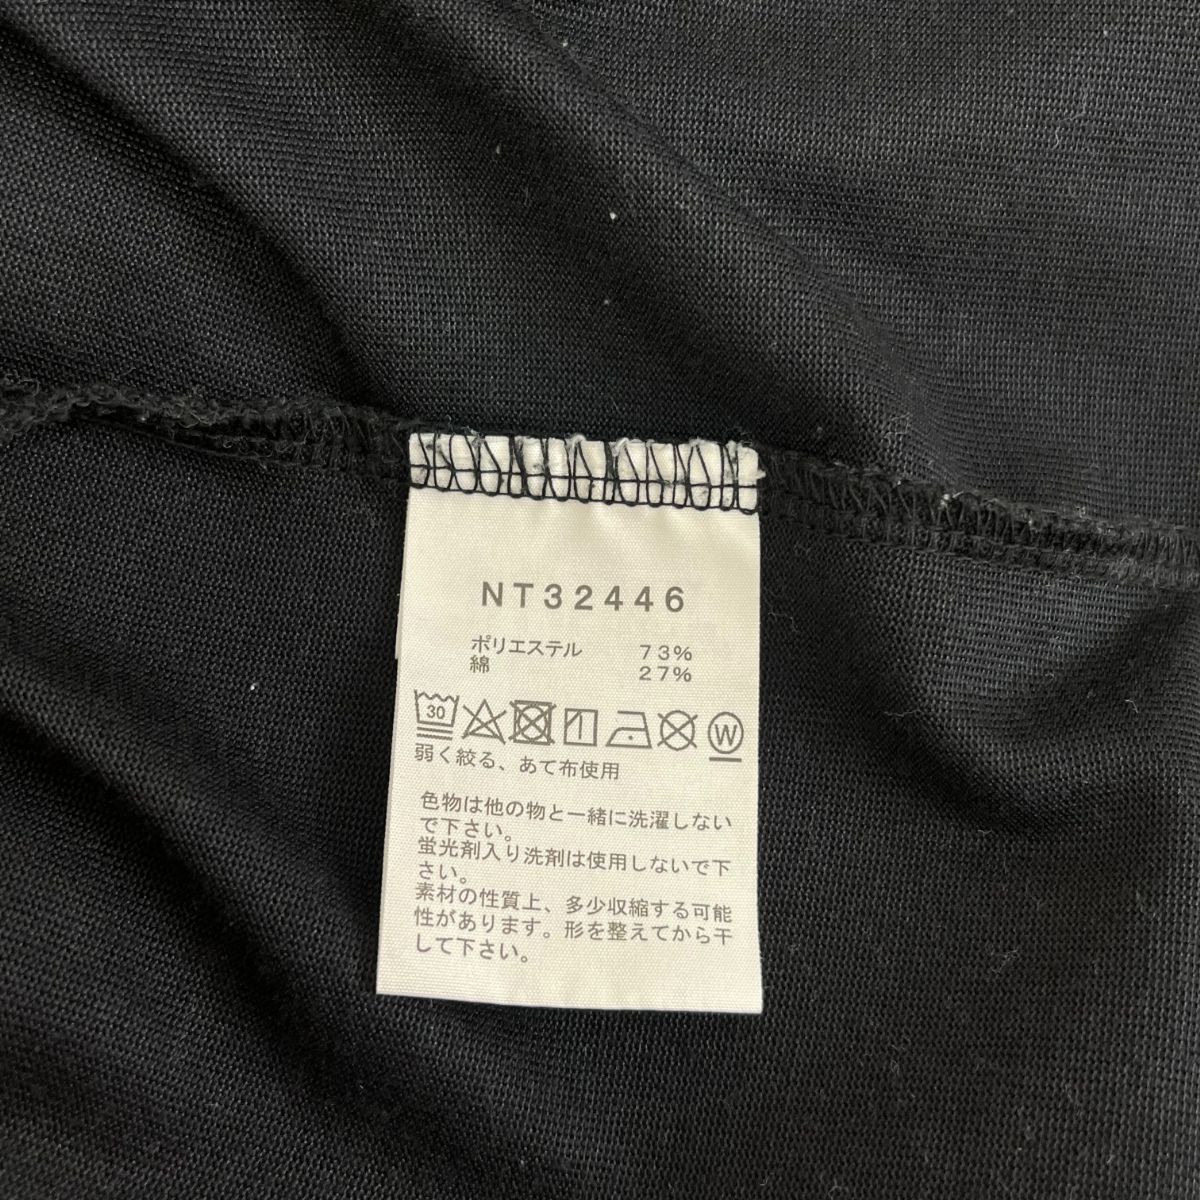 NT32446
ポリエステル 73%
綿 27%
30 W
弱く絞る、あて布使用
色物は他の物と一緒に洗濯しない
で下さい。
蛍光剤入り洗剤は使用しないで下
さい。
素材の性質上、多少収縮する可能
性があります。形を整えてから干
して下さい。